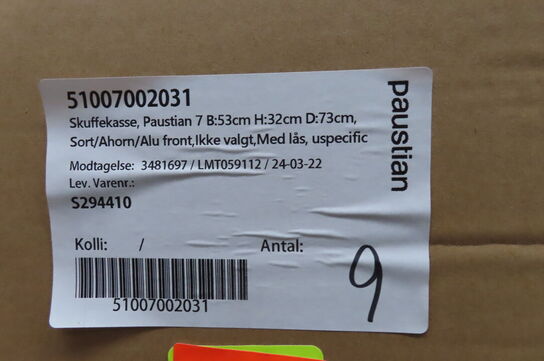 51007002031
Skuffekasse, Paustian 7 B:53cm H:32cm D:73cm,
Sort/Ahorn/Alu front,Ikke valgt,Med lås, uspecific
Modtagelse: 3481697 / LMT059112 / 24-03-22
Lev. Varenr.:
S294410
Kolli: /
Antal: 9
51007002031
paustian